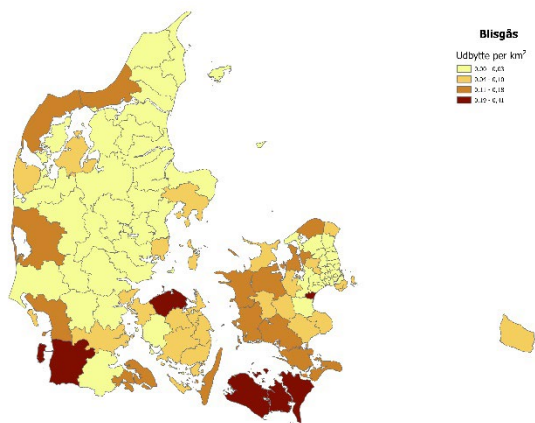 Blisgås
Udbytte per km²
0,00 - 0,03
0,04 - 0,10
0,11 - 0,18
0,19 - 0,41